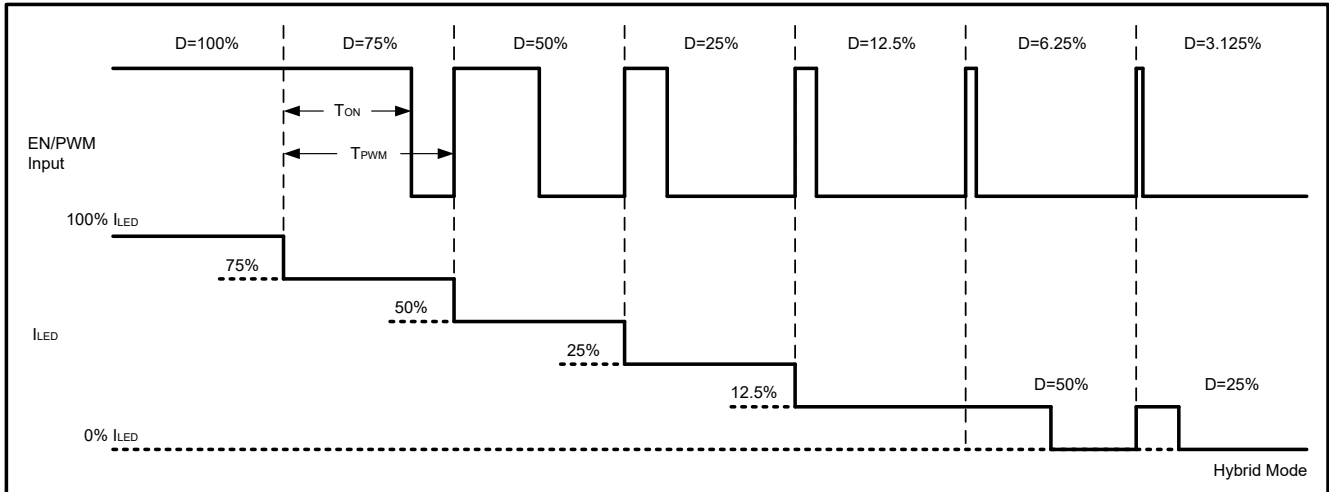 D=100% D=75% D=50% D=25% D=12.5% D=6.25% D=3.125%
TON
EN/PWM
Input
TPWM
100% ILED
75%
50%
ILED
25%
12.5%
D=50% D=25%
0% ILED
Hybrid Mode